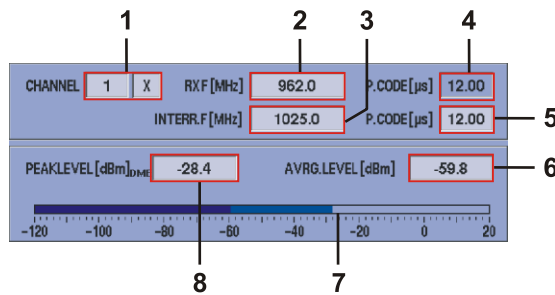 1 2 3 4
CHANNEL 1 X RX F [MHz] 962.0 P.CODE [µs] 12.00
INTERR.F [MHz] 1025.0 P.CODE [µs] 12.00 5
PEAKLEVEL [dBm]DME -28.4 AVRG.LEVEL [dBm] -59.8 6
-120 -100 -80 -60 -40 -20 0 20
8 7